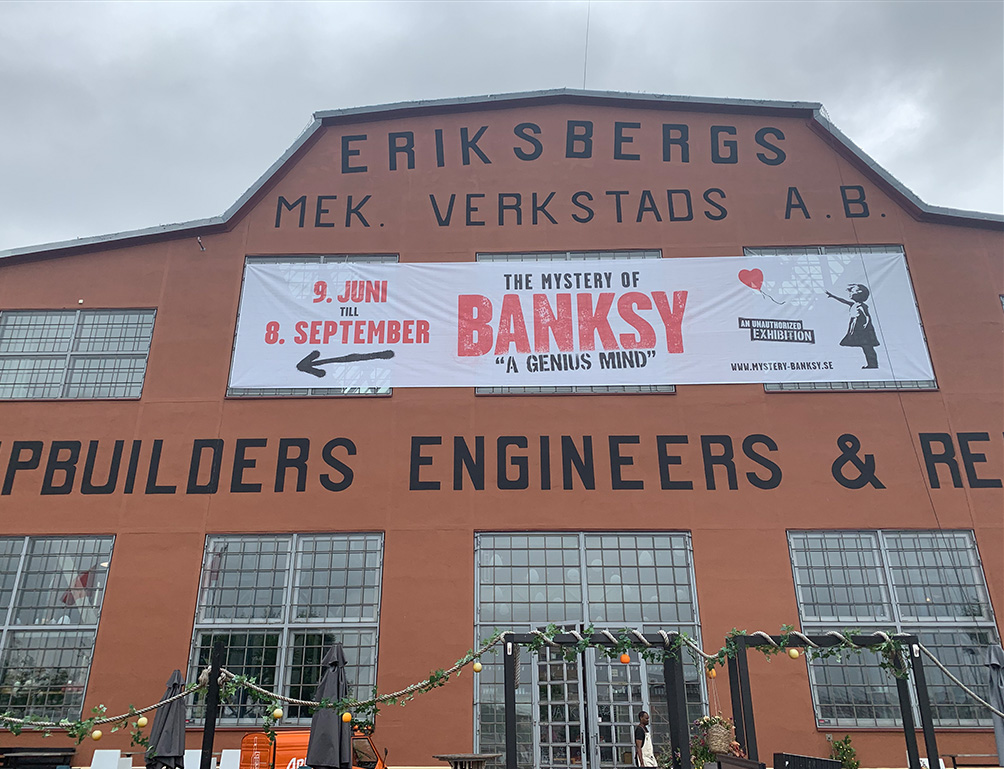 ERIKSBERGS
MEK. VERKSTADS A.B.
9. JUNI
TILL
8. SEPTEMBER
THE MYSTERY OF
BANKSY
"A GENIUS MIND"
AN UNAUTHORIZED
EXHIBITION
WWW.MYSTERY-BANKSY.SE
PBUILDERS ENGINEERS & RE